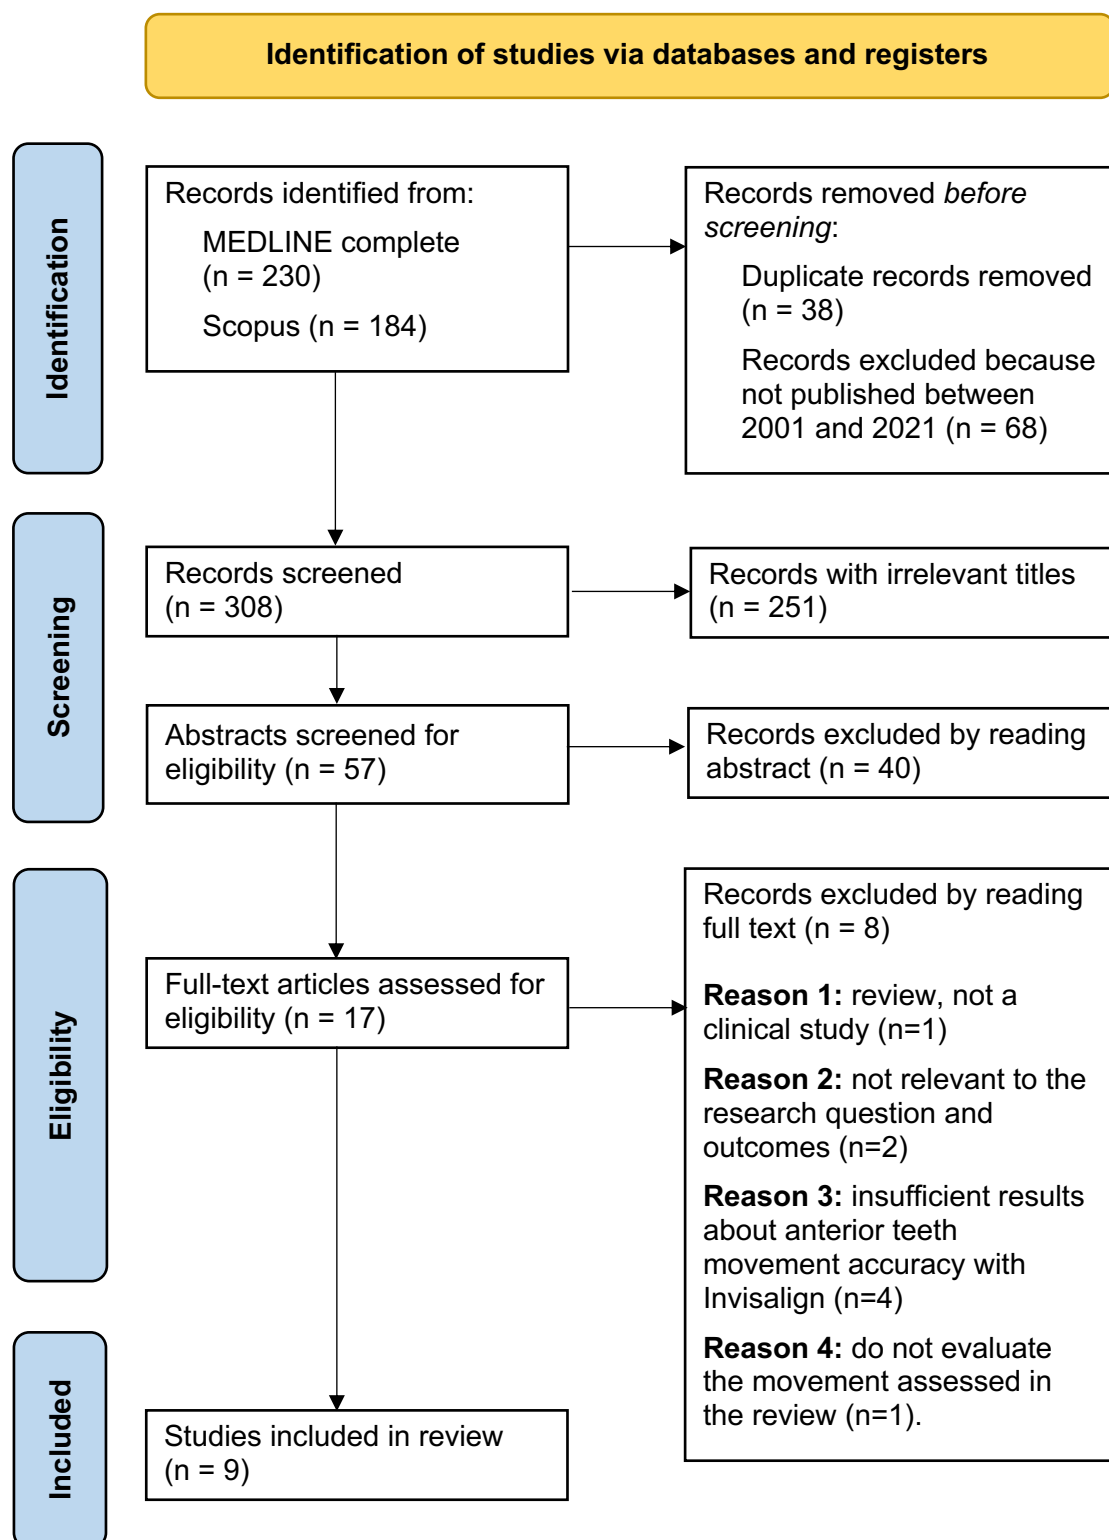 Identification of studies via databases and registers
Identification
Records identified from:
MEDLINE complete
(n = 230)
Scopus (n = 184)
Records removed before
screening:
Duplicate records removed
(n = 38)
Records excluded because
not published between
2001 and 2021 (n = 68)
Screening
Records screened
(n = 308)
Records with irrelevant titles
(n = 251)
Abstracts screened for
eligibility (n = 57)
Records excluded by reading
abstract (n = 40)
Eligibility
Full-text articles assessed for
eligibility (n = 17)
Records excluded by reading
full text (n = 8)
Reason 1: review, not a
clinical study (n=1)
Reason 2: not relevant to the
research question and
outcomes (n=2)
Reason 3: insufficient results
about anterior teeth
movement accuracy with
Invisalign (n=4)
Reason 4: do not evaluate
the movement assessed in
the review (n=1).
Included
Studies included in review
(n = 9)